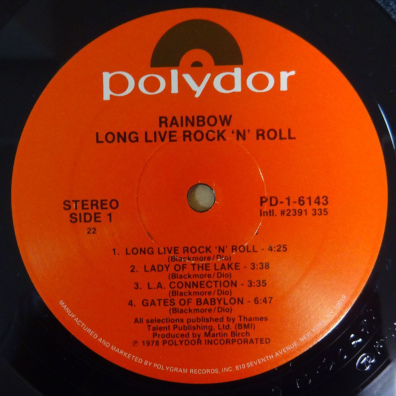 polydor
RAINBOW
LONG LIVE ROCK 'N' ROLL
STEREO
SIDE 1
22
PD-1-6143
Intl. #2391 335
1. LONG LIVE ROCK 'N' ROLL - 4:25
(Blackmore/Dio)
2. LADY OF THE LAKE - 3:38
(Blackmore/Dio)
3. L.A. CONNECTION - 3:35
(Blackmore/Dio)
4. GATES OF BABYLON - 6:47
(Blackmore/Dio)
All selections published by Thames
Talent Publishing, Ltd. (BMI)
Produced by Martin Birch
℗ 1978 POLYDOR INCORPORATED
MANUFACTURED AND MARKETED BY POLYGRAM RECORDS, INC. 810 SEVENTH AVENUE,